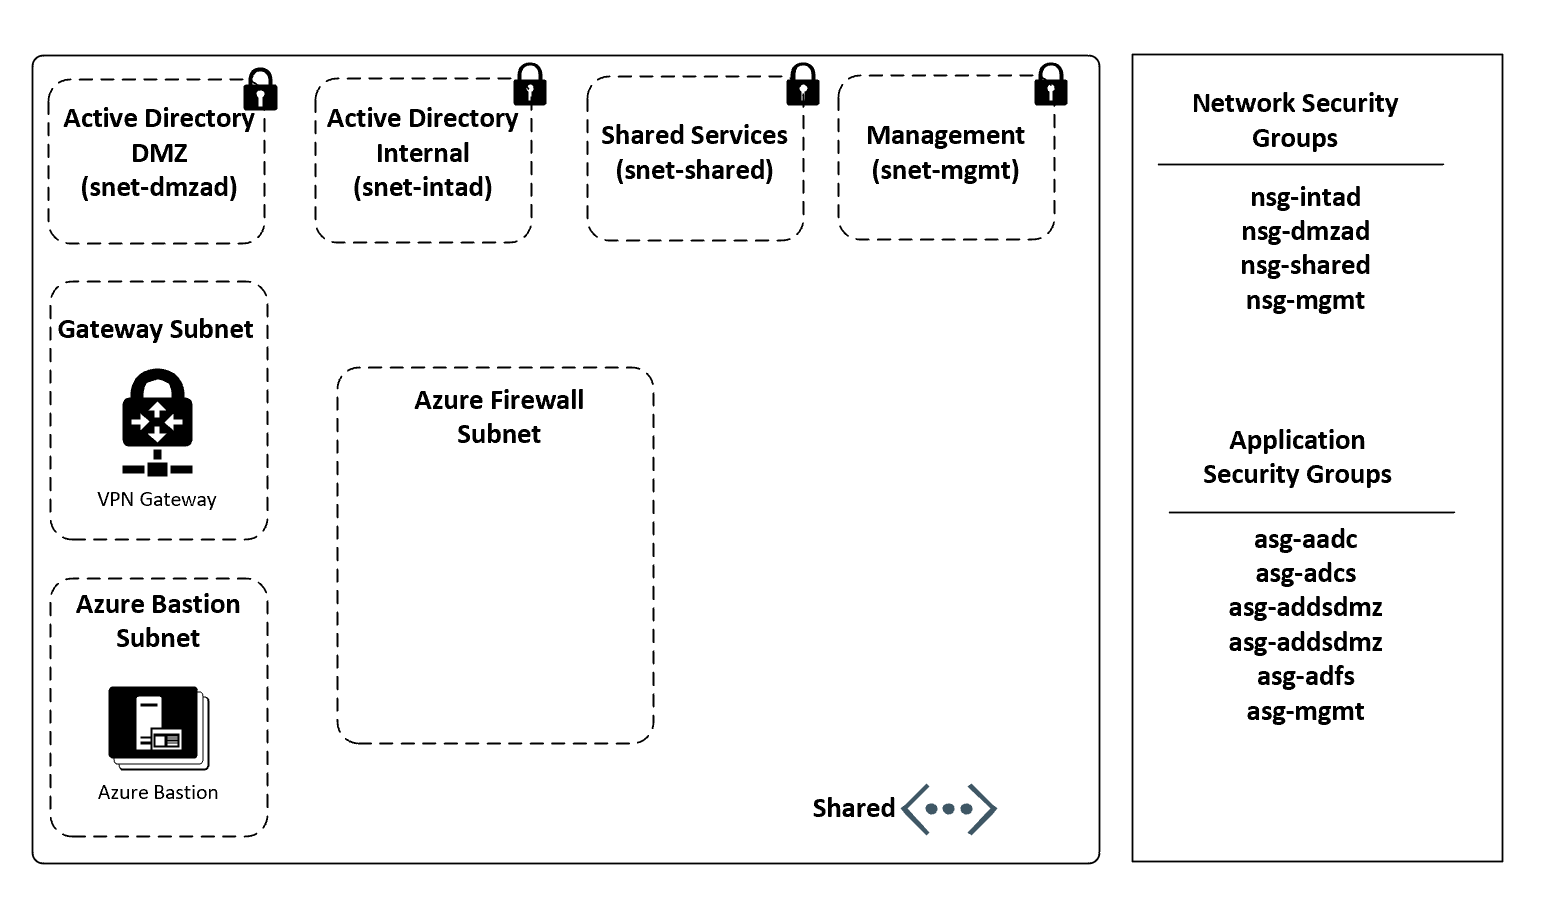 Active Directory
DMZ
(snet-dmzad)
Active Directory
Internal
(snet-intad)
Shared Services
(snet-shared)
Management
(snet-mgmt)
Gateway Subnet
VPN Gateway
Azure Firewall
Subnet
Azure Bastion
Subnet
Azure Bastion
Shared
Network Security
Groups
nsg-intad
nsg-dmzad
nsg-shared
nsg-mgmt
Application
Security Groups
asg-aadc
asg-adcs
asg-addsdmz
asg-addsdmz
asg-adfs
asg-mgmt